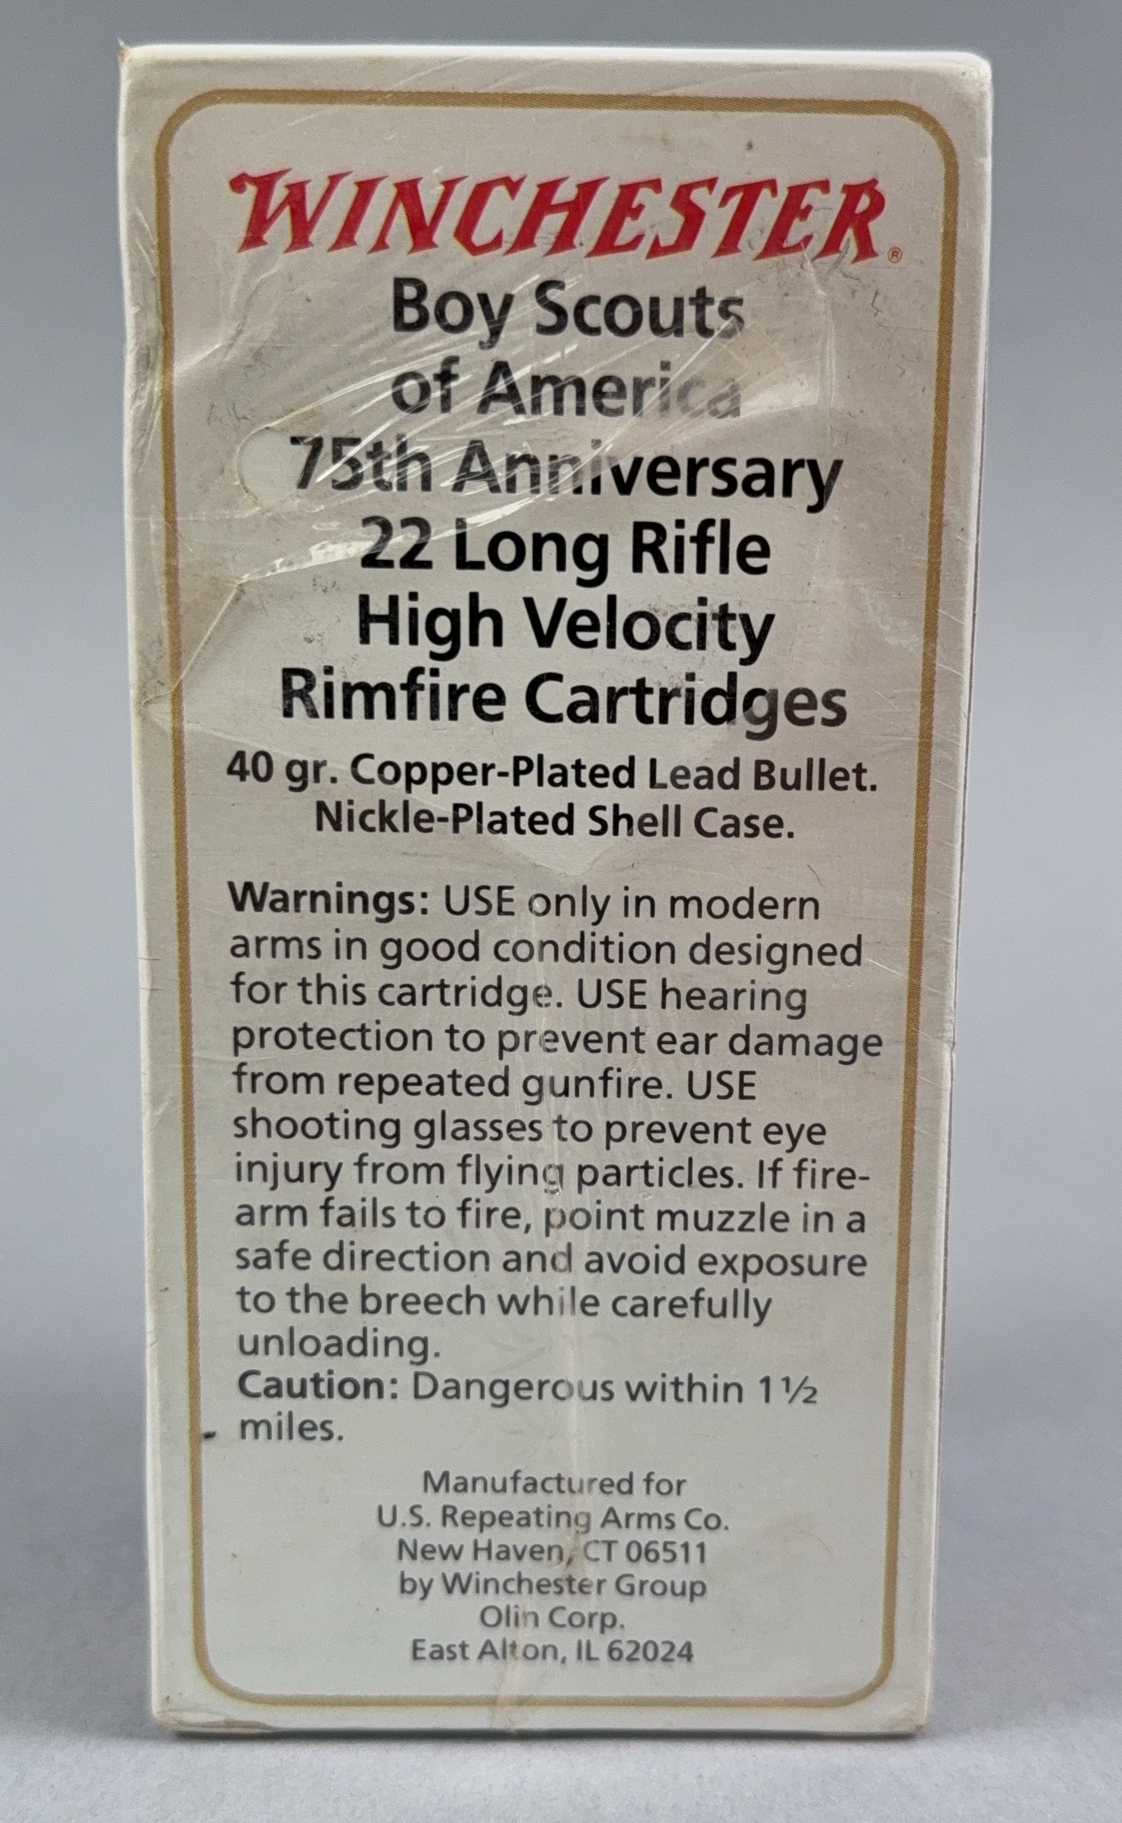 WINCHESTER®
Boy Scouts
of America
75th Anniversary
22 Long Rifle
High Velocity
Rimfire Cartridges
40 gr. Copper-Plated Lead Bullet.
Nickle-Plated Shell Case.
Warnings: USE only in modern
arms in good condition designed
for this cartridge. USE hearing
protection to prevent ear damage
from repeated gunfire. USE
shooting glasses to prevent eye
injury from flying particles. If fire-
arm fails to fire, point muzzle in a
safe direction and avoid exposure
to the breech while carefully
unloading.
Caution: Dangerous within 1½
miles.
Manufactured for
U.S. Repeating Arms Co.
New Haven, CT 06511
by Winchester Group
Olin Corp.
East Alton, IL 62024